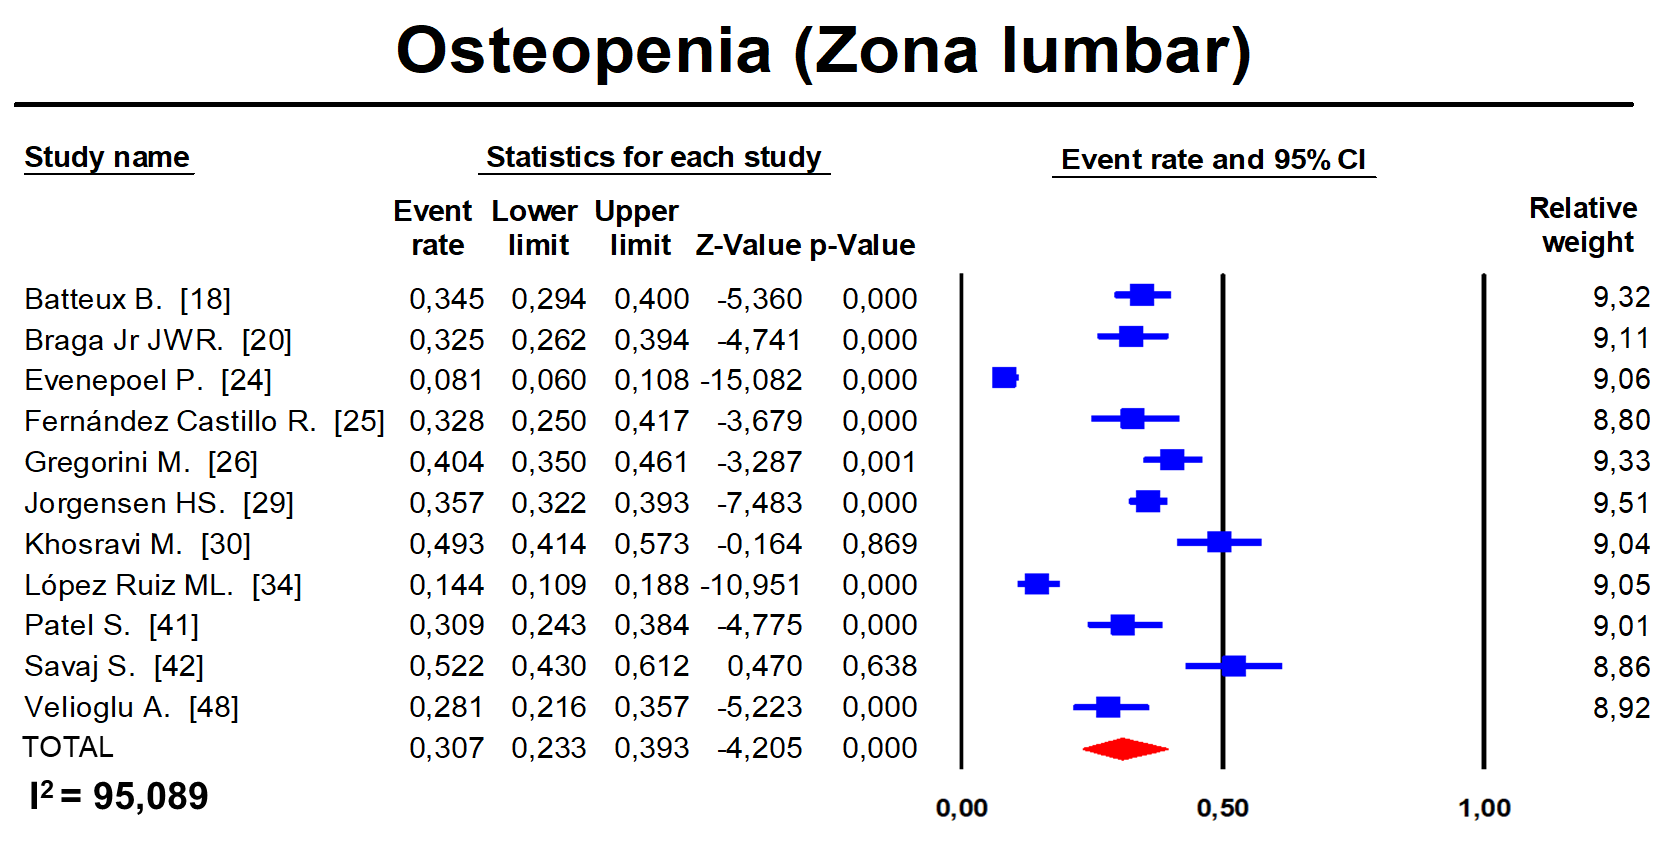 Osteopenia (Zona lumbar)
Study name Statistics for each study Event rate and 95% CI
Event rate Lower limit Upper limit Z-Value p-Value Relative weight
Batteux B. [18] 0,345 0,294 0,400 -5,360 0,000 9,32
Braga Jr JWR. [20] 0,325 0,262 0,394 -4,741 0,000 9,11
Evenepoel P. [24] 0,081 0,060 0,108 -15,082 0,000 9,06
Fernández Castillo R. [25] 0,328 0,250 0,417 -3,679 0,000 8,80
Gregorini M. [26] 0,404 0,350 0,461 -3,287 0,001 9,33
Jorgensen HS. [29] 0,357 0,322 0,393 -7,483 0,000 9,51
Khosravi M. [30] 0,493 0,414 0,573 -0,164 0,869 9,04
López Ruiz ML. [34] 0,144 0,109 0,188 -10,951 0,000 9,05
Patel S. [41] 0,309 0,243 0,384 -4,775 0,000 9,01
Savaj S. [42] 0,522 0,430 0,612 0,470 0,638 8,86
Velioglu A. [48] 0,281 0,216 0,357 -5,223 0,000 8,92
TOTAL 0,307 0,233 0,393 -4,205 0,000
I² = 95,089
0,00 0,50 1,00